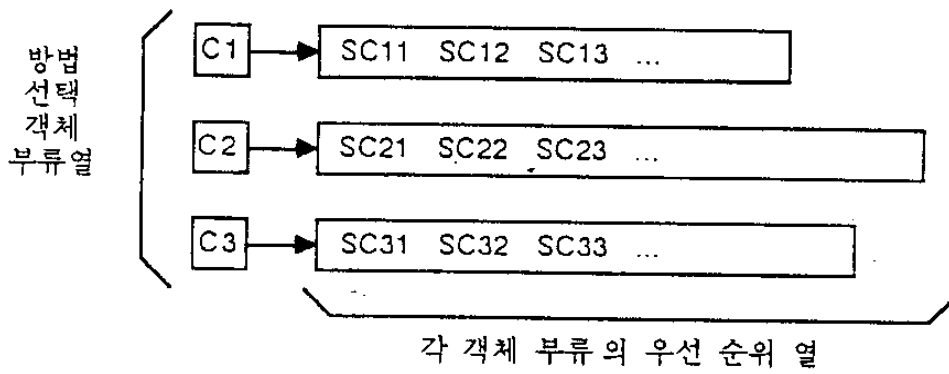 방법
선택
객체
부류열
C1 SC11 SC12 SC13 ...
C2 SC21 SC22 SC23 ...
C3 SC31 SC32 SC33 ...
각 객체 부류의 우선 순위 열